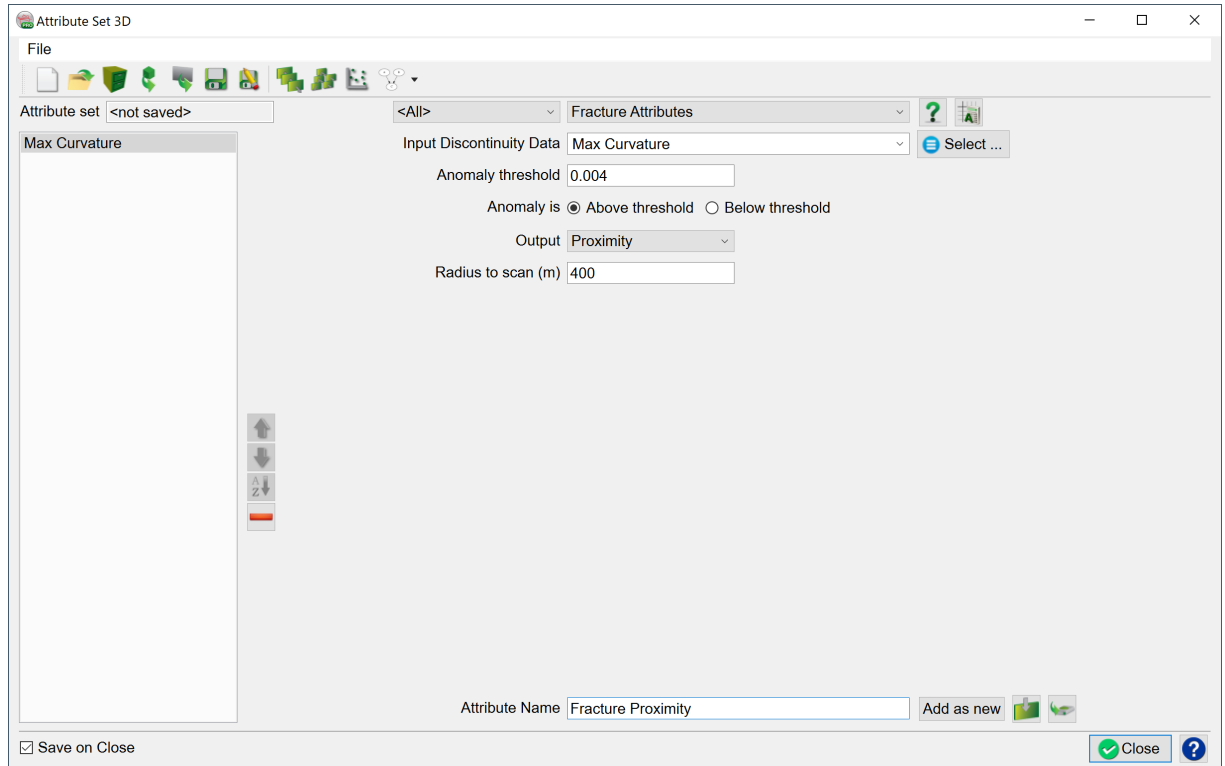 Attribute Set 3D
File
Attribute set <not saved> <All> Fracture Attributes
Max Curvature
Input Discontinuity Data Max Curvature Select ...
Anomaly threshold 0.004
Anomaly is Above threshold Below threshold
Output Proximity
Radius to scan (m) 400
Attribute Name Fracture Proximity Add as new
Save on Close Close